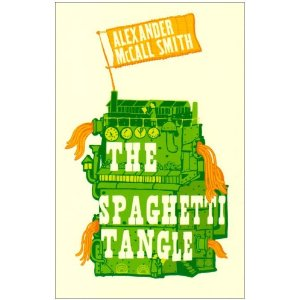 ALEXANDER
McCALL SMITH
THE
SPAGHETTI
TANGLE